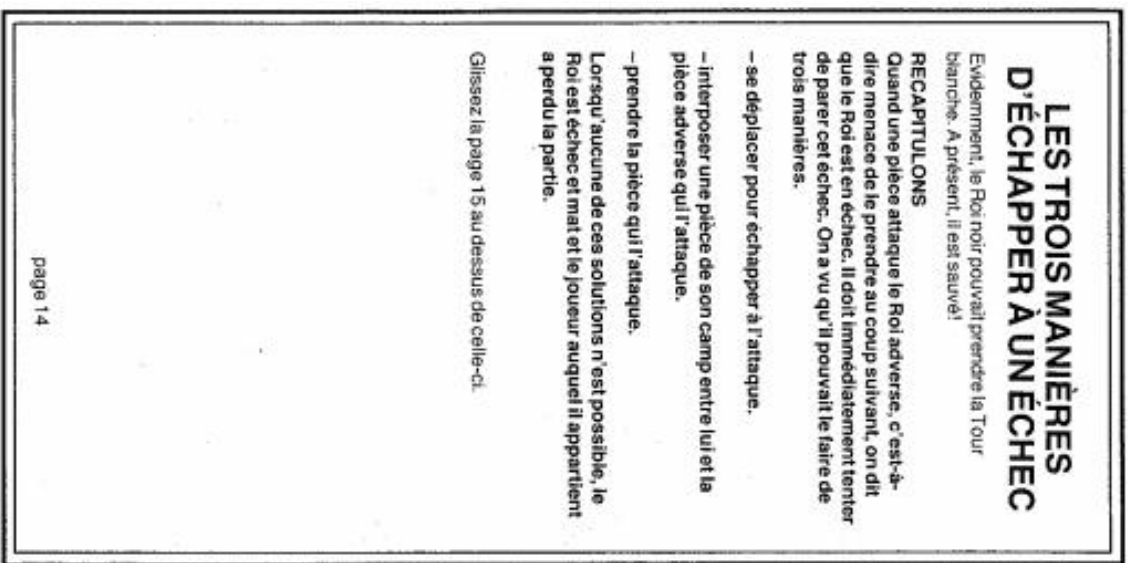 LES TROIS MANIÈRES
D'ÉCHAPPER À UN ÉCHEC
Evidemment, le Roi noir pouvait prendre la Tour
blanche. A présent, il est sauvé!
RECAPITULONS
Quand une pièce attaque le Roi adverse, c'est-à-
dire menace de le prendre au coup suivant, on dit
que le Roi est en échec. Il doit immédiatement tenter
de parer cet échec. On a vu qu'il pouvait le faire de
trois manières.
– se déplacer pour échapper à l'attaque.
– interposer une pièce de son camp entre lui et la
pièce adverse qui l'attaque.
– prendre la pièce qui l'attaque.
Lorsqu'aucune de ces solutions n'est possible, le
Roi est échec et mat et le joueur auquel il appartient
a perdu la partie.
Glissez la page 15 au dessus de celle-ci.
page 14